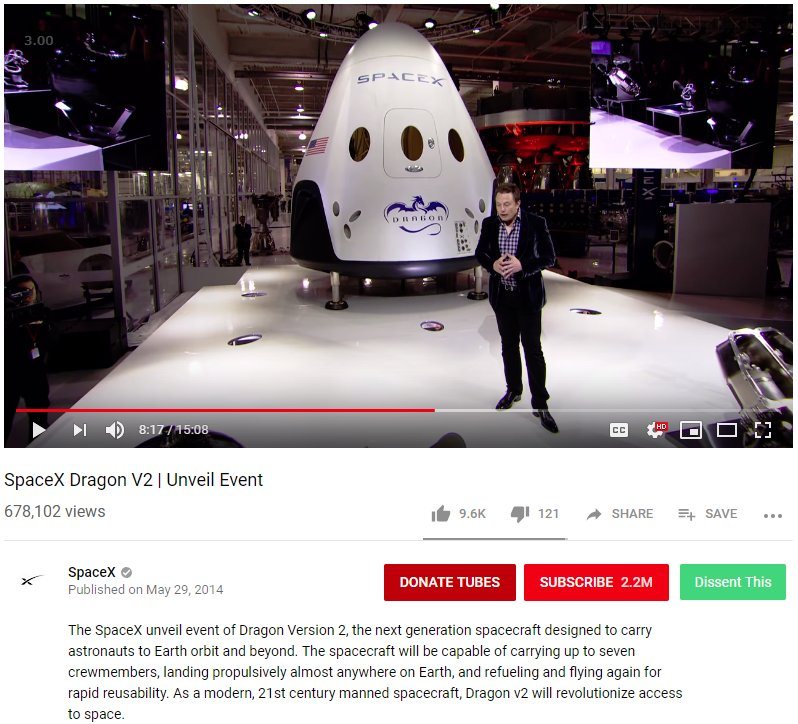 3.00
SPACEX
DRAGON
8:17 / 15:08
CC
HD
SpaceX Dragon V2 | Unveil Event
678,102 views
9.6K
121
SHARE
SAVE
SpaceX
Published on May 29, 2014
DONATE TUBES
SUBSCRIBE 2.2M
Dissent This
The SpaceX unveil event of Dragon Version 2, the next generation spacecraft designed to carry
astronauts to Earth orbit and beyond. The spacecraft will be capable of carrying up to seven
crewmembers, landing propulsively almost anywhere on Earth, and refueling and flying again for
rapid reusability. As a modern, 21st century manned spacecraft, Dragon v2 will revolutionize access
to space.